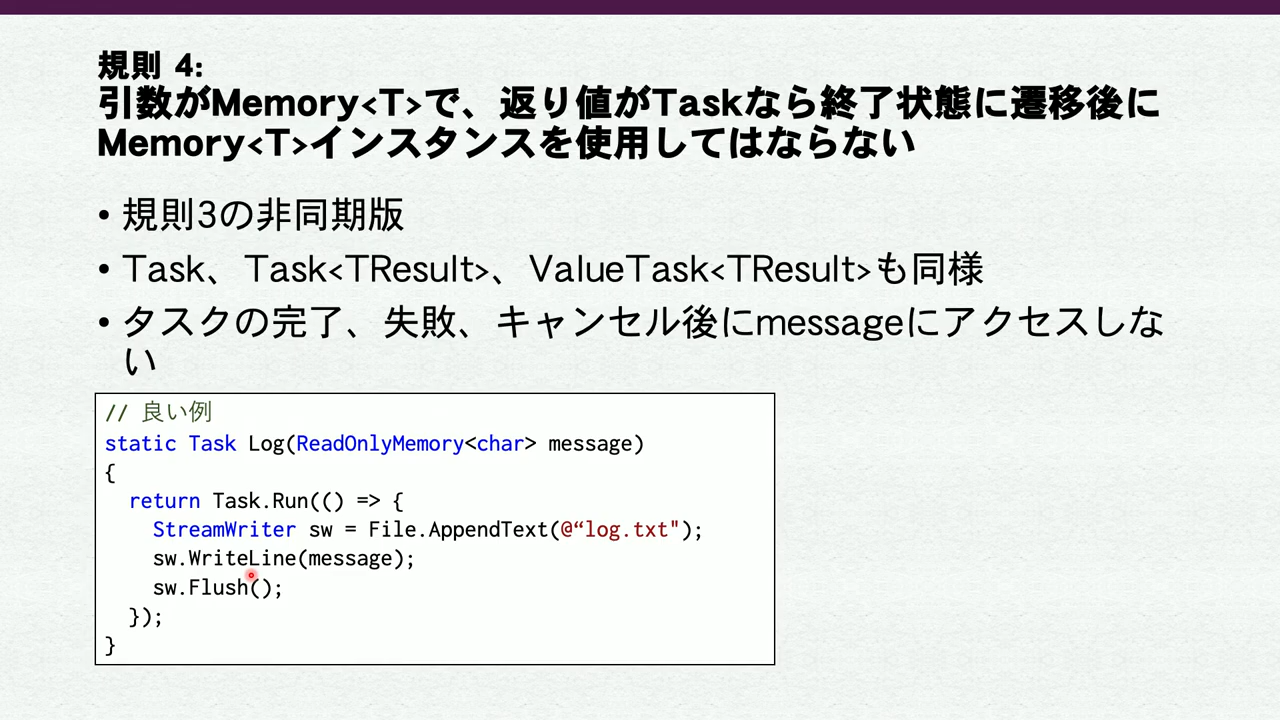 規則 4:
引数がMemory<T>で、返り値がTaskなら終了状態に遷移後に
Memory<T>インスタンスを使用してはならない
• 規則3の非同期版
• Task、Task<TResult>、ValueTask<TResult>も同様
• タスクの完了、失敗、キャンセル後にmessageにアクセスしな
い
// 良い例
static Task Log(ReadOnlyMemory<char> message)
{
  return Task.Run(() => {
    StreamWriter sw = File.AppendText(@“log.txt");
    sw.WriteLine(message);
    sw.Flush();
  });
}